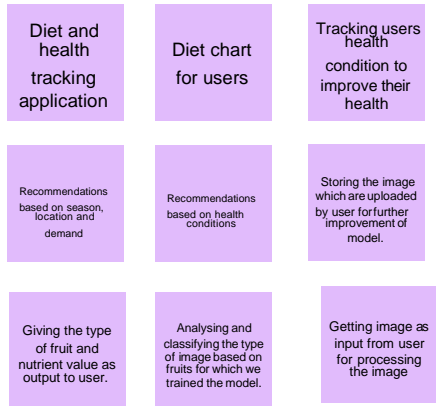 Diet and
health
tracking
application
Diet chart
for users
Tracking users
health
condition to
improve their
health
Recommendations
based on season,
location and
demand
Recommendations
based on health
conditions
Storing the image
which are uploaded
by user for further
improvement of
model.
Giving the type
of fruit and
nutrient value as
output to user.
Analysing and
classifying the type
of image based on
fruits for which we
trained the model.
Getting image as
input from user
for processing
the image